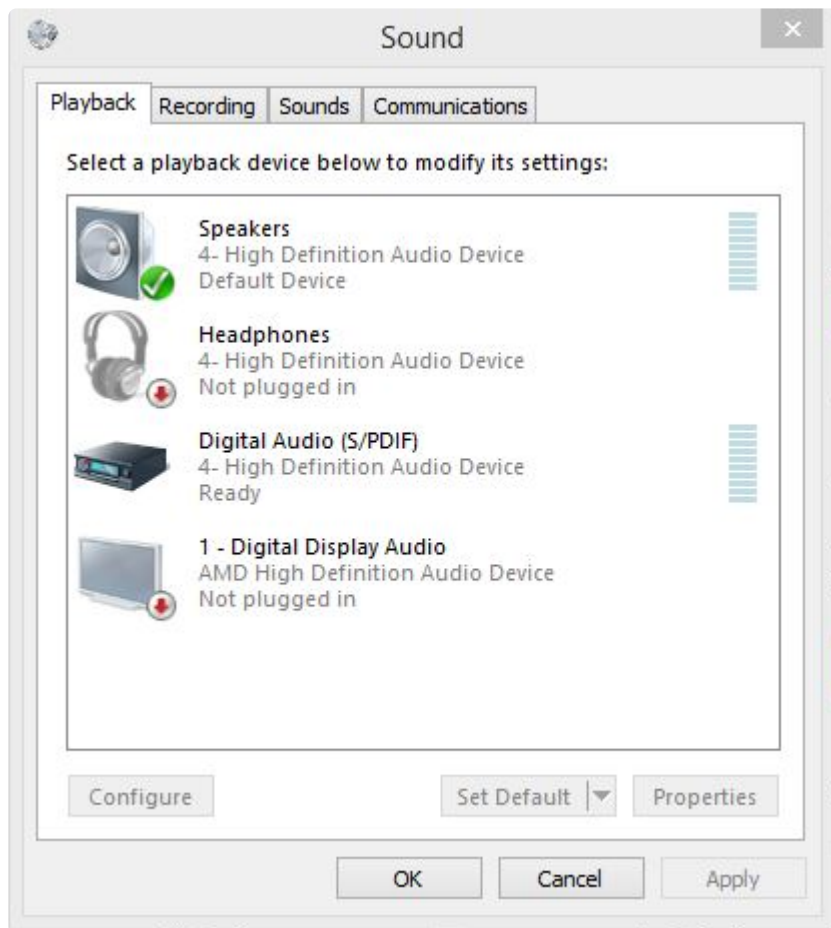 Sound
Playback Recording Sounds Communications
Select a playback device below to modify its settings:
Speakers
4- High Definition Audio Device
Default Device
Headphones
4- High Definition Audio Device
Not plugged in
Digital Audio (S/PDIF)
4- High Definition Audio Device
Ready
1 - Digital Display Audio
AMD High Definition Audio Device
Not plugged in
Configure Set Default Properties
OK Cancel Apply